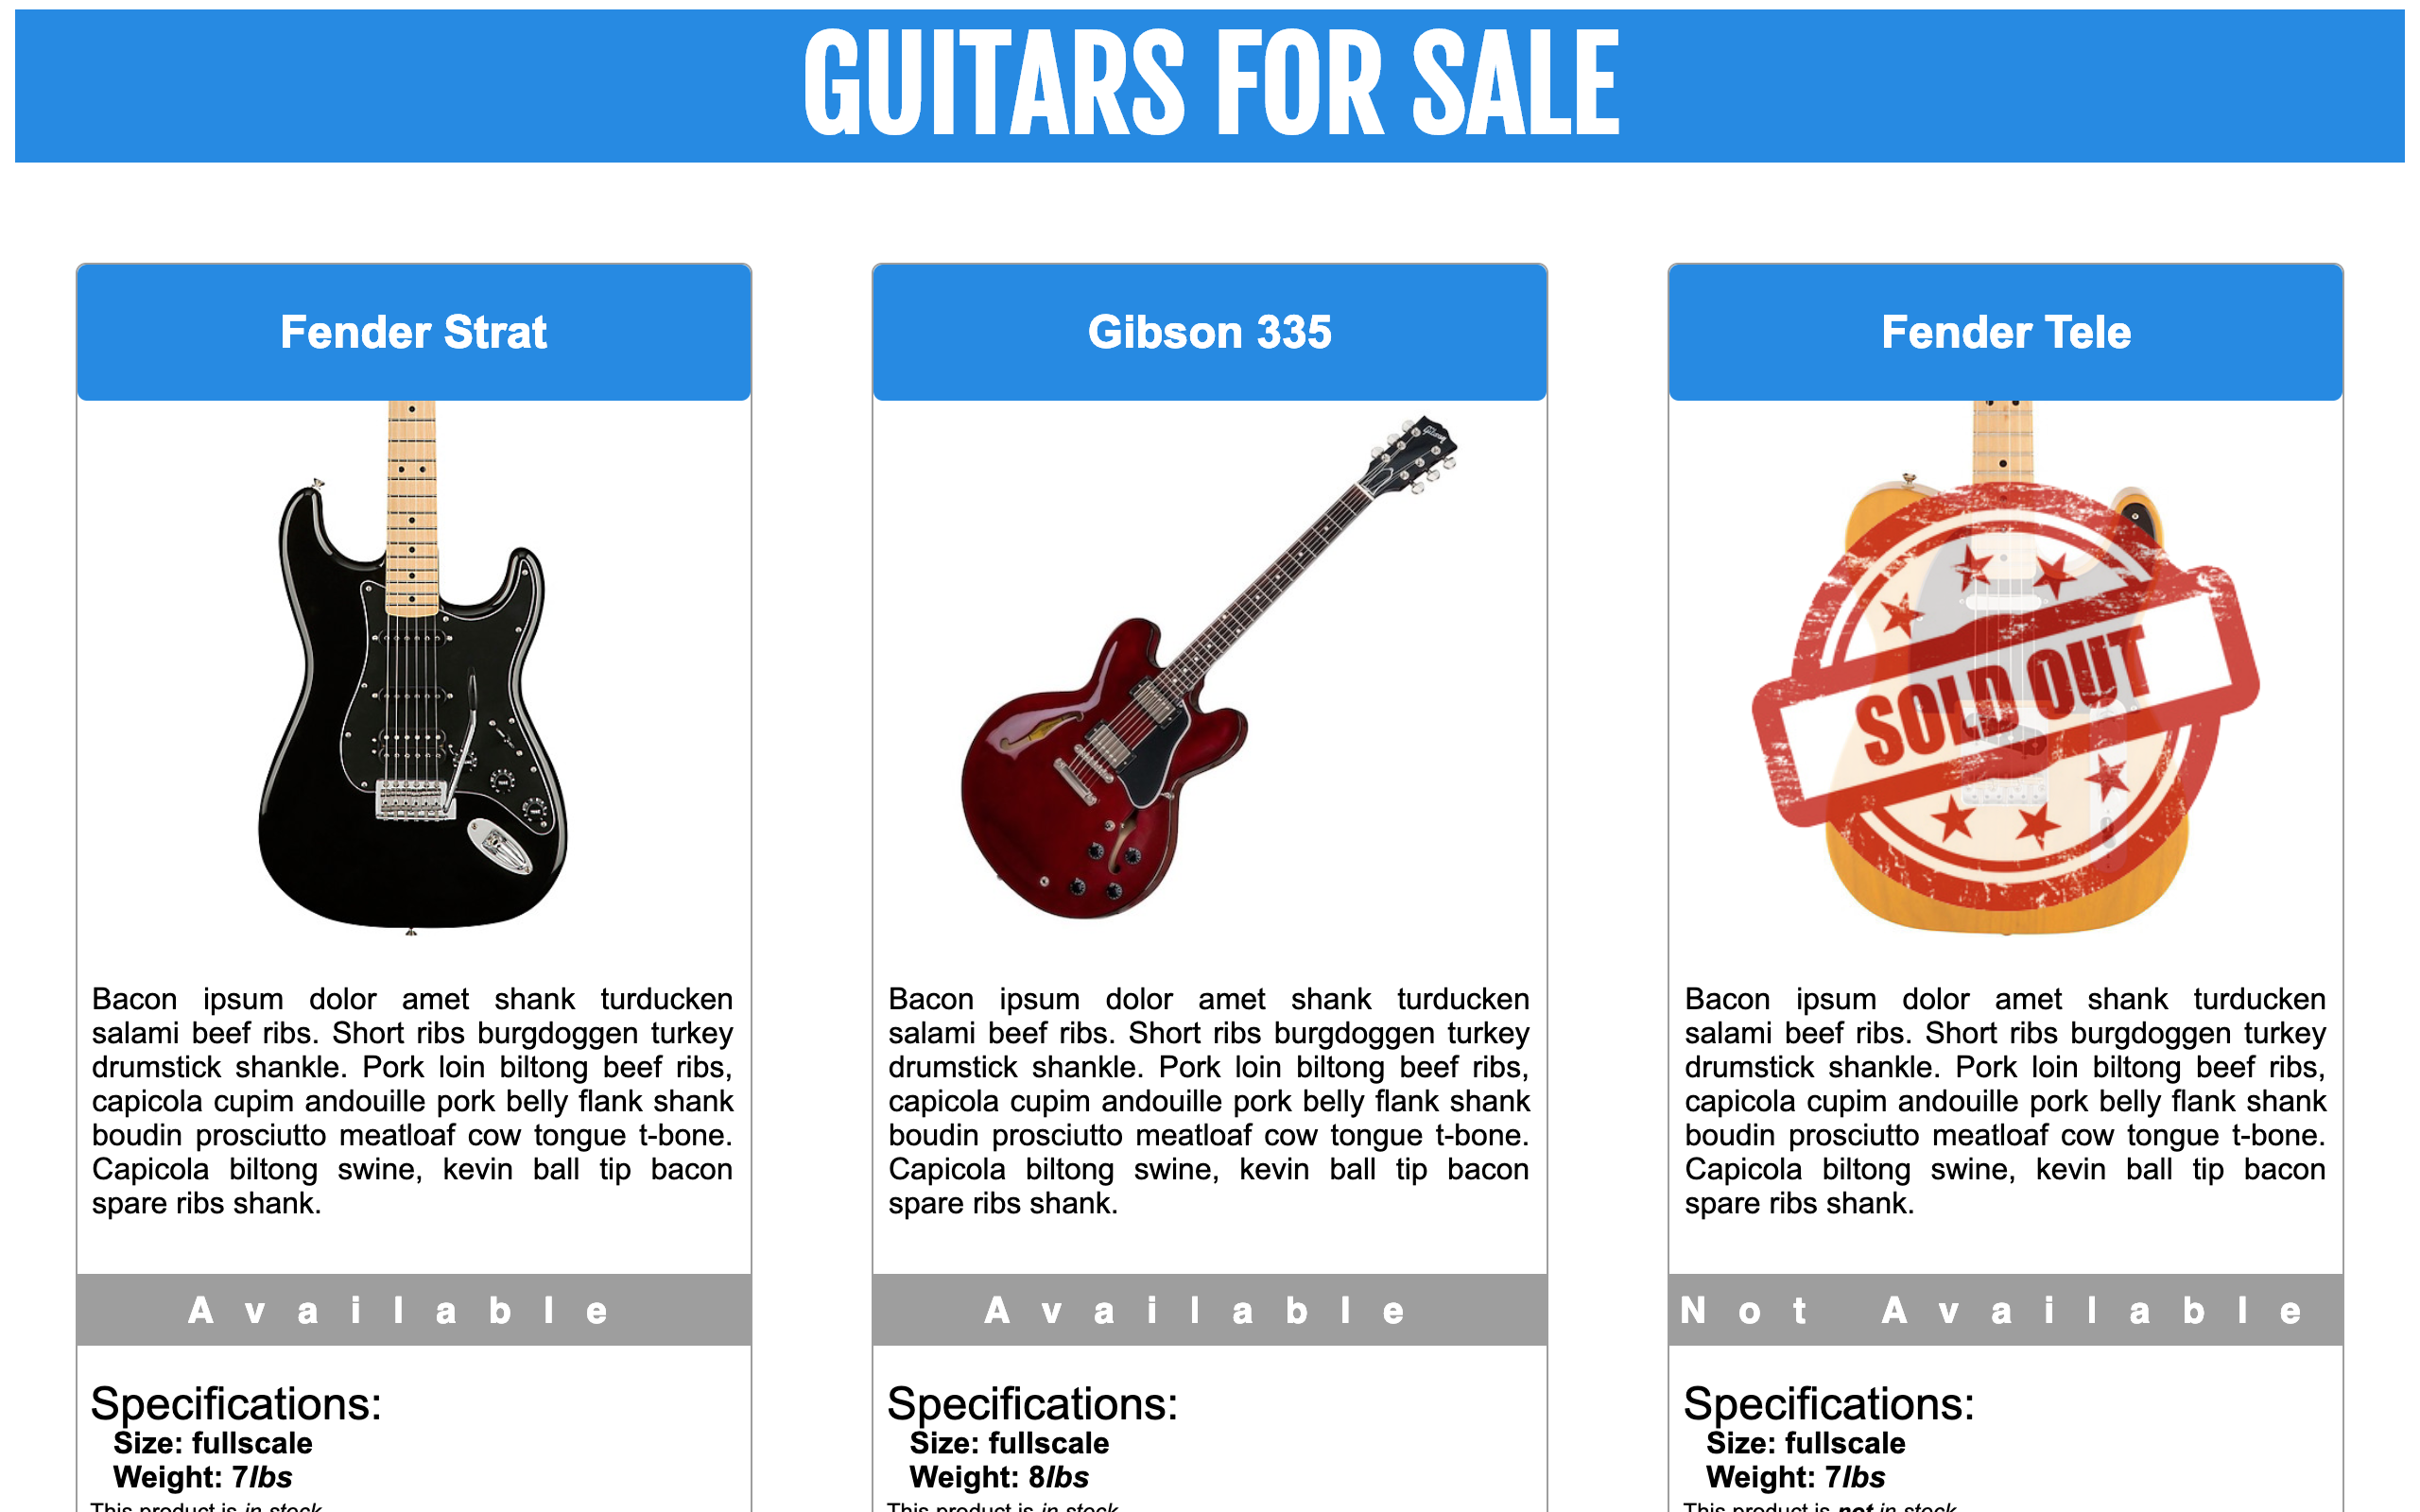 GUITARS FOR SALE
Fender Strat
Bacon ipsum dolor amet shank turducken
salami beef ribs. Short ribs burgdoggen turkey
drumstick shankle. Pork loin biltong beef ribs,
capicola cupim andouille pork belly flank shank
boudin prosciutto meatloaf cow tongue t-bone.
Capicola biltong swine, kevin ball tip bacon
spare ribs shank.
Available
Specifications:
Size: fullscale
Weight: 7lbs
This product is in stock
Gibson 335
Gibson
Bacon ipsum dolor amet shank turducken
salami beef ribs. Short ribs burgdoggen turkey
drumstick shankle. Pork loin biltong beef ribs,
capicola cupim andouille pork belly flank shank
boudin prosciutto meatloaf cow tongue t-bone.
Capicola biltong swine, kevin ball tip bacon
spare ribs shank.
Available
Specifications:
Size: fullscale
Weight: 8lbs
This product is in stock
Fender Tele
SOLD OUT
Bacon ipsum dolor amet shank turducken
salami beef ribs. Short ribs burgdoggen turkey
drumstick shankle. Pork loin biltong beef ribs,
capicola cupim andouille pork belly flank shank
boudin prosciutto meatloaf cow tongue t-bone.
Capicola biltong swine, kevin ball tip bacon
spare ribs shank.
Not Available
Specifications:
Size: fullscale
Weight: 7lbs
This product is not in stock